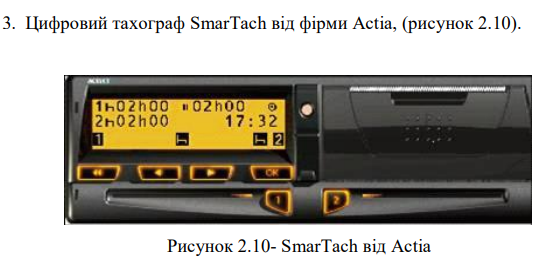 3. Цифровий тахограф SmarTach від фірми Actia, (рисунок 2.10).
ACTIA
1h02h00 II02h00
2h02h00 17:32
1 2
OK
1 2
Рисунок 2.10- SmarTach від Actia